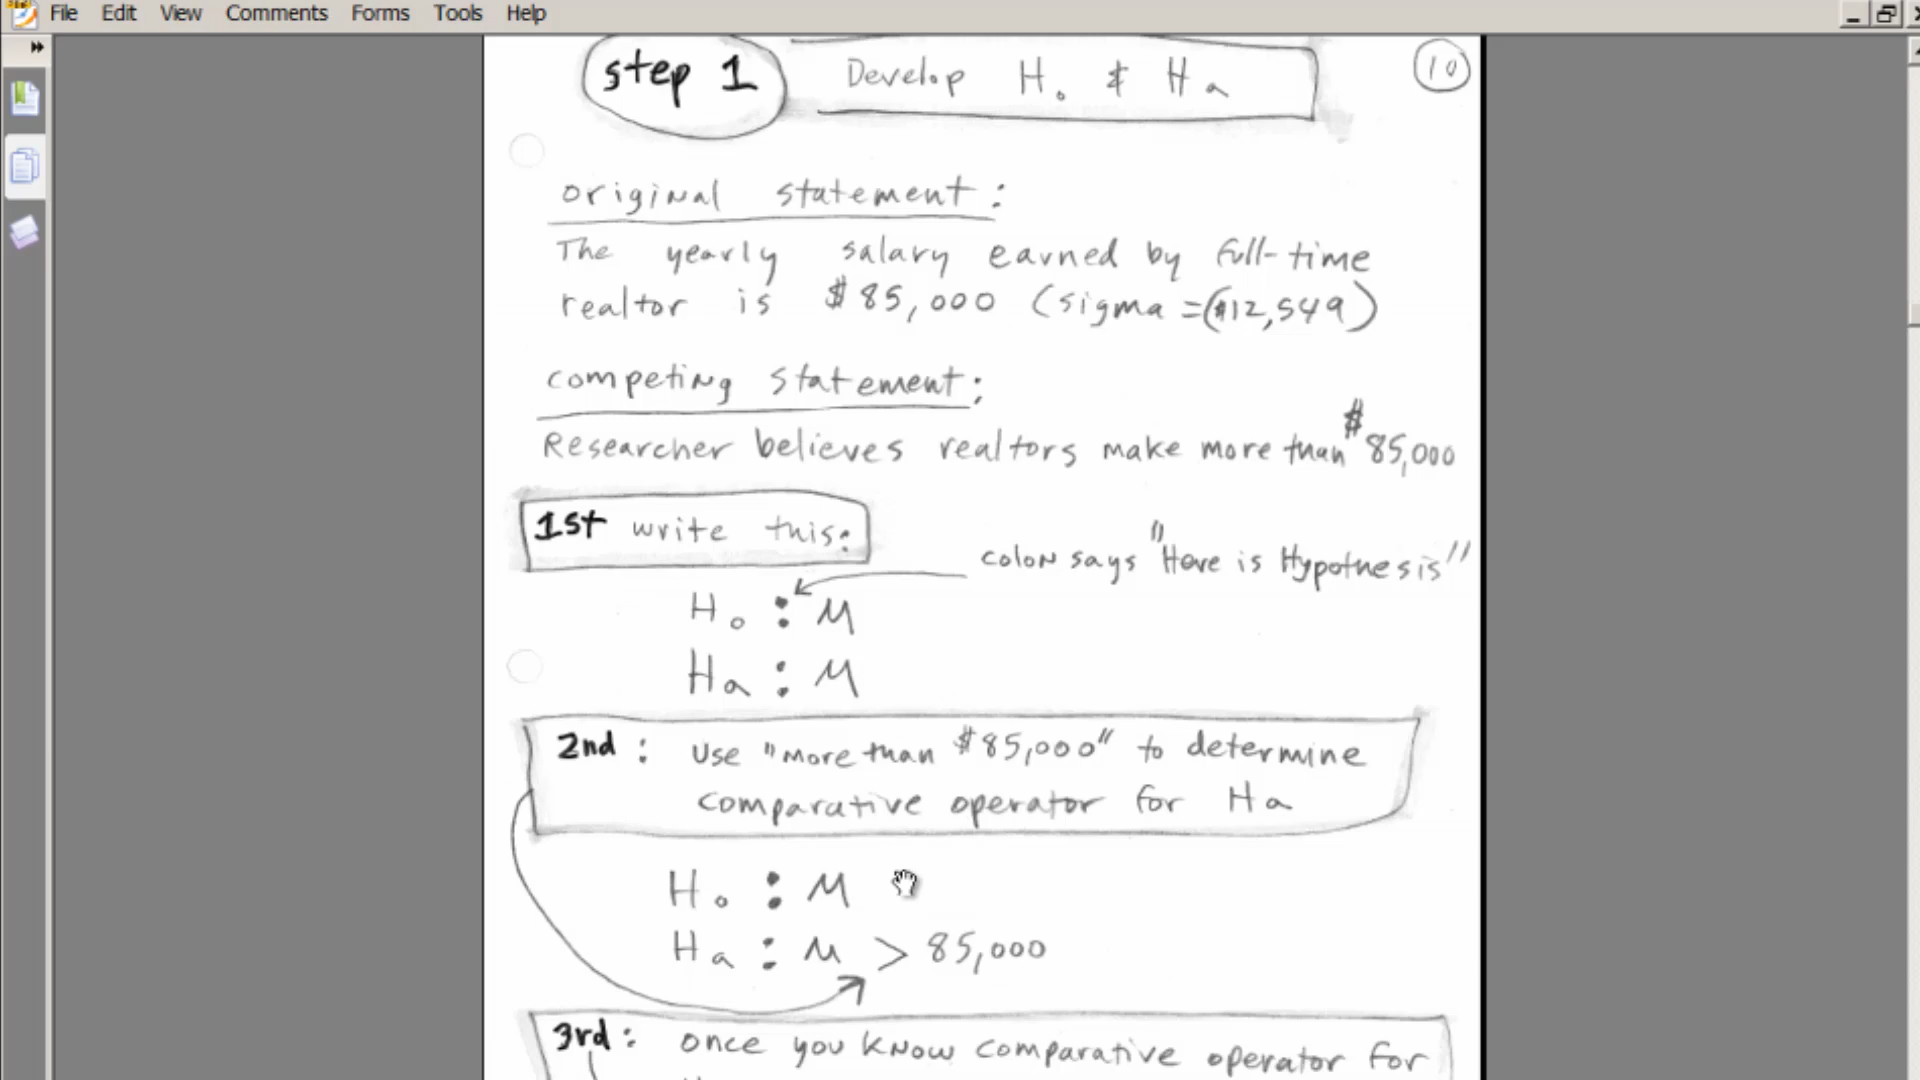 File Edit View Comments Forms Tools Help
step 1 Develop Ho & Ha 10
original statement:
The yearly salary earned by full-time
realtor is $85,000 (sigma = ($12,549)
competing statement:
Researcher believes realtors make more than $85,000
1st write this:
colon says "Here is Hypothesis"
Ho : M
Ha : M
2nd : Use "more than $85,000" to determine
comparative operator for Ha
Ho : M
Ha : M > 85,000
3rd : once you know comparative operator for